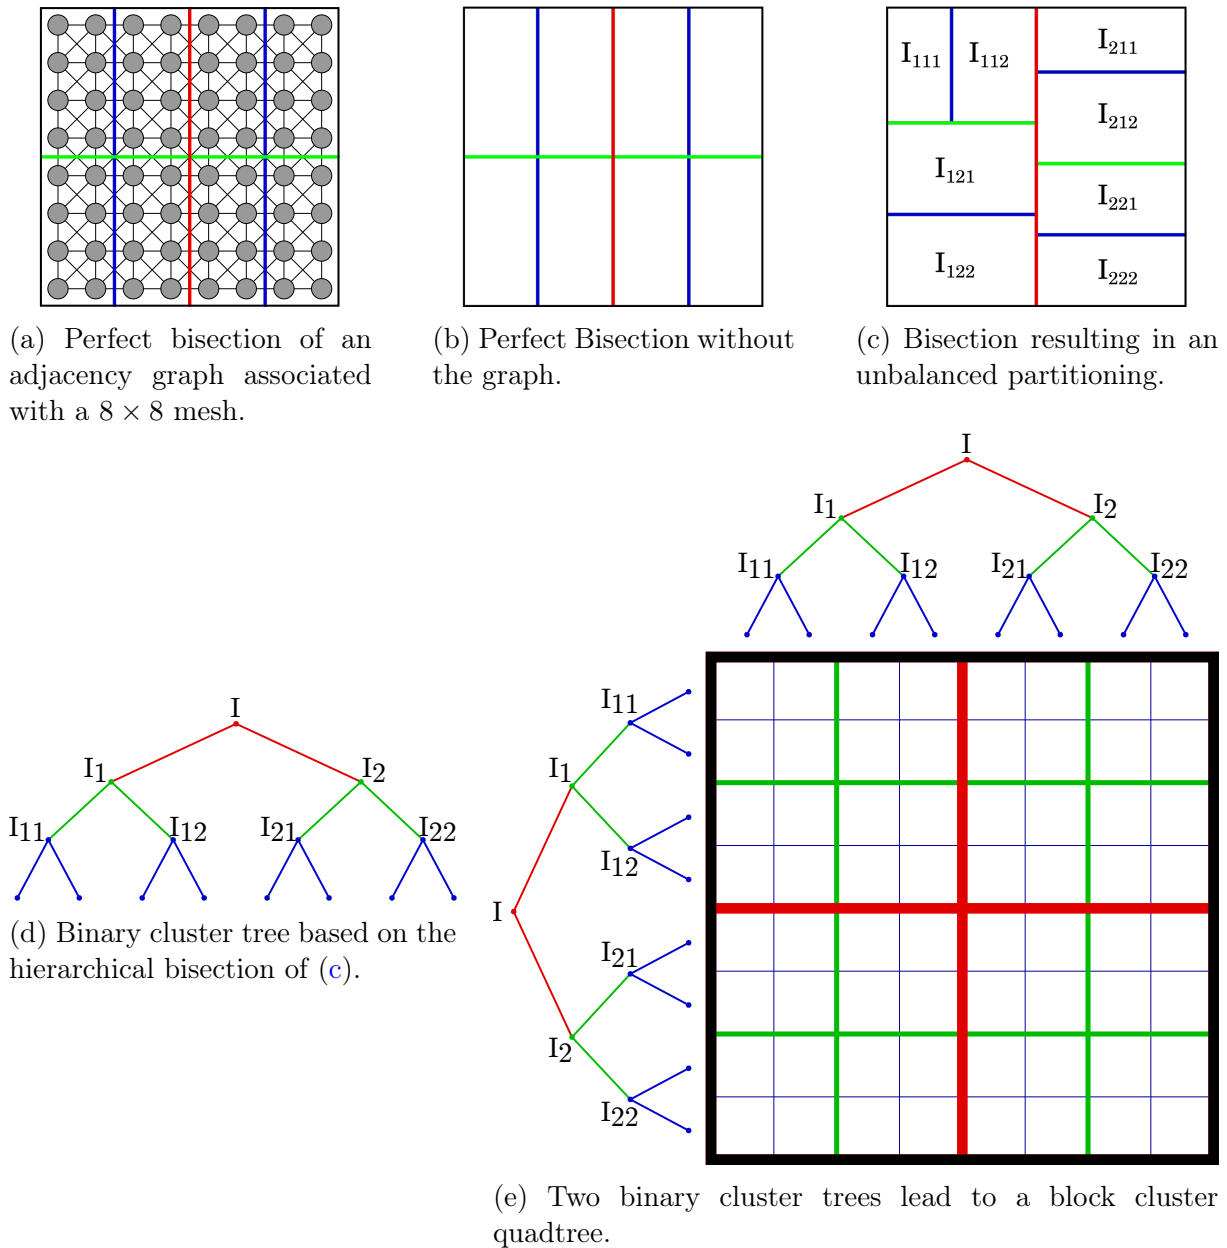 I₁₁₁
I₁₁₂
I₁₂₁
I₁₂₂
I₂₁₁
I₂₁₂
I₂₂₁
I₂₂₂
(a) Perfect bisection of an
adjacency graph associated
with a 8 × 8 mesh.
(b) Perfect Bisection without
the graph.
(c) Bisection resulting in an
unbalanced partitioning.
I
I1
I2
I11
I12
I21
I22
(d) Binary cluster tree based on the
hierarchical bisection of (c).
I
I1
I2
I11
I12
I21
I22
I11
I1
I12
I
I21
I2
I22
(e) Two binary cluster trees lead to a block cluster
quadtree.